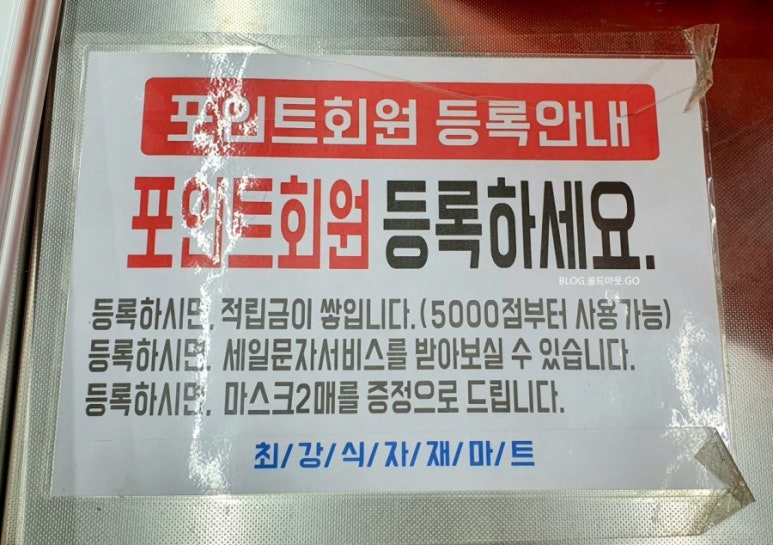 포인트회원 등록안내
포인트회원 등록하세요.
BLOG.쏠드아웃.GO
등록하시면, 적립금이 쌓입니다.(5000점부터 사용가능)
등록하시면, 세일문자서비스를 받아보실 수 있습니다.
등록하시면, 마스크2매를 증정으로 드립니다.
최/강/식/자/재/마/트